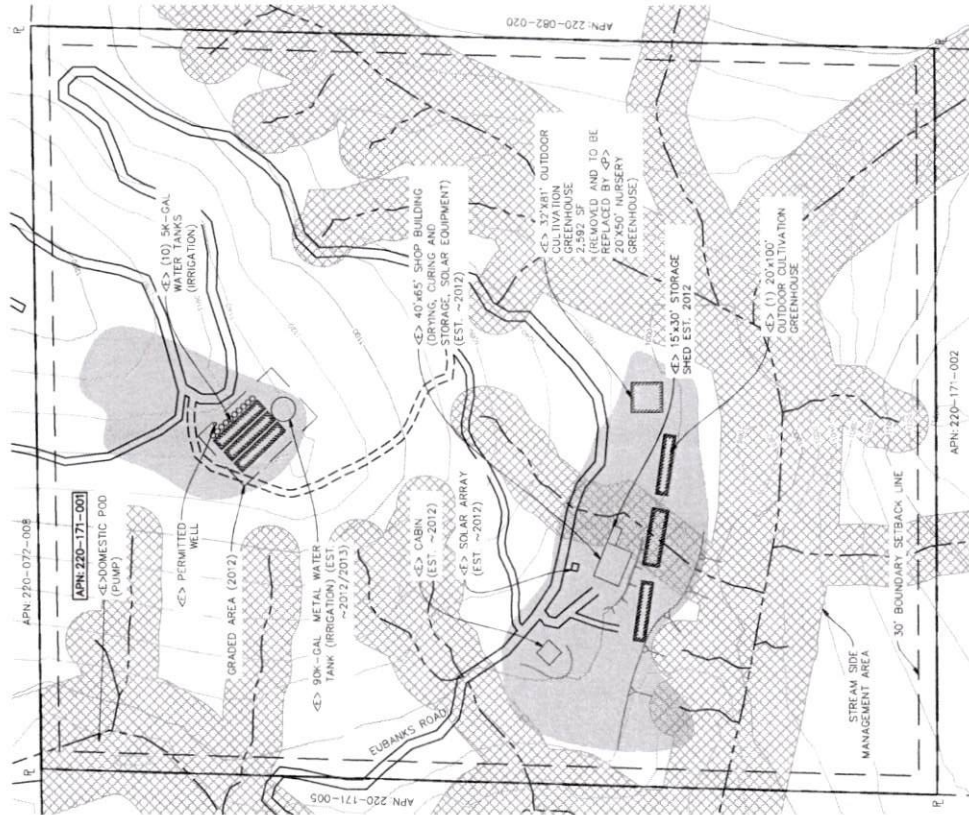 APN: 220-082-020
<E> (10) 5K-GAL
WATER TANKS
(IRRIGATION)
<E> 40'x65' SHOP BUILDING
(DRYING, CURING AND
STORAGE, SOLAR EQUIPMENT)
(EST. ~2012)
<E> 32'X81' OUTDOOR
CULTIVATION
GREENHOUSE
2,592 SF
(REMOVED AND TO BE
REPLACED BY <P>
20'X50' NURSERY
GREENHOUSE)
<E> 15'x30' STORAGE
SHED EST. 2012
<E> (1) 20'x100'
OUTDOOR CULTIVATION
GREENHOUSE
APN: 220-072-008
APN: 220-171-001
<E>DOMESTIC POD
(PUMP)
<E> PERMITTED
WELL
GRADED AREA (2012)
<E> 90K-GAL METAL WATER
TANK (IRRIGATION) (EST.
~2012/2013)
<E> CABIN
(EST. ~2012)
<E> SOLAR ARRAY
(EST ~2012)
EUBANKS ROAD
STREAM SIDE
MANAGEMENT AREA
30' BOUNDARY SETBACK LINE
APN: 220-171-002
APN: 220-171-005
PL
PL
PL
PL